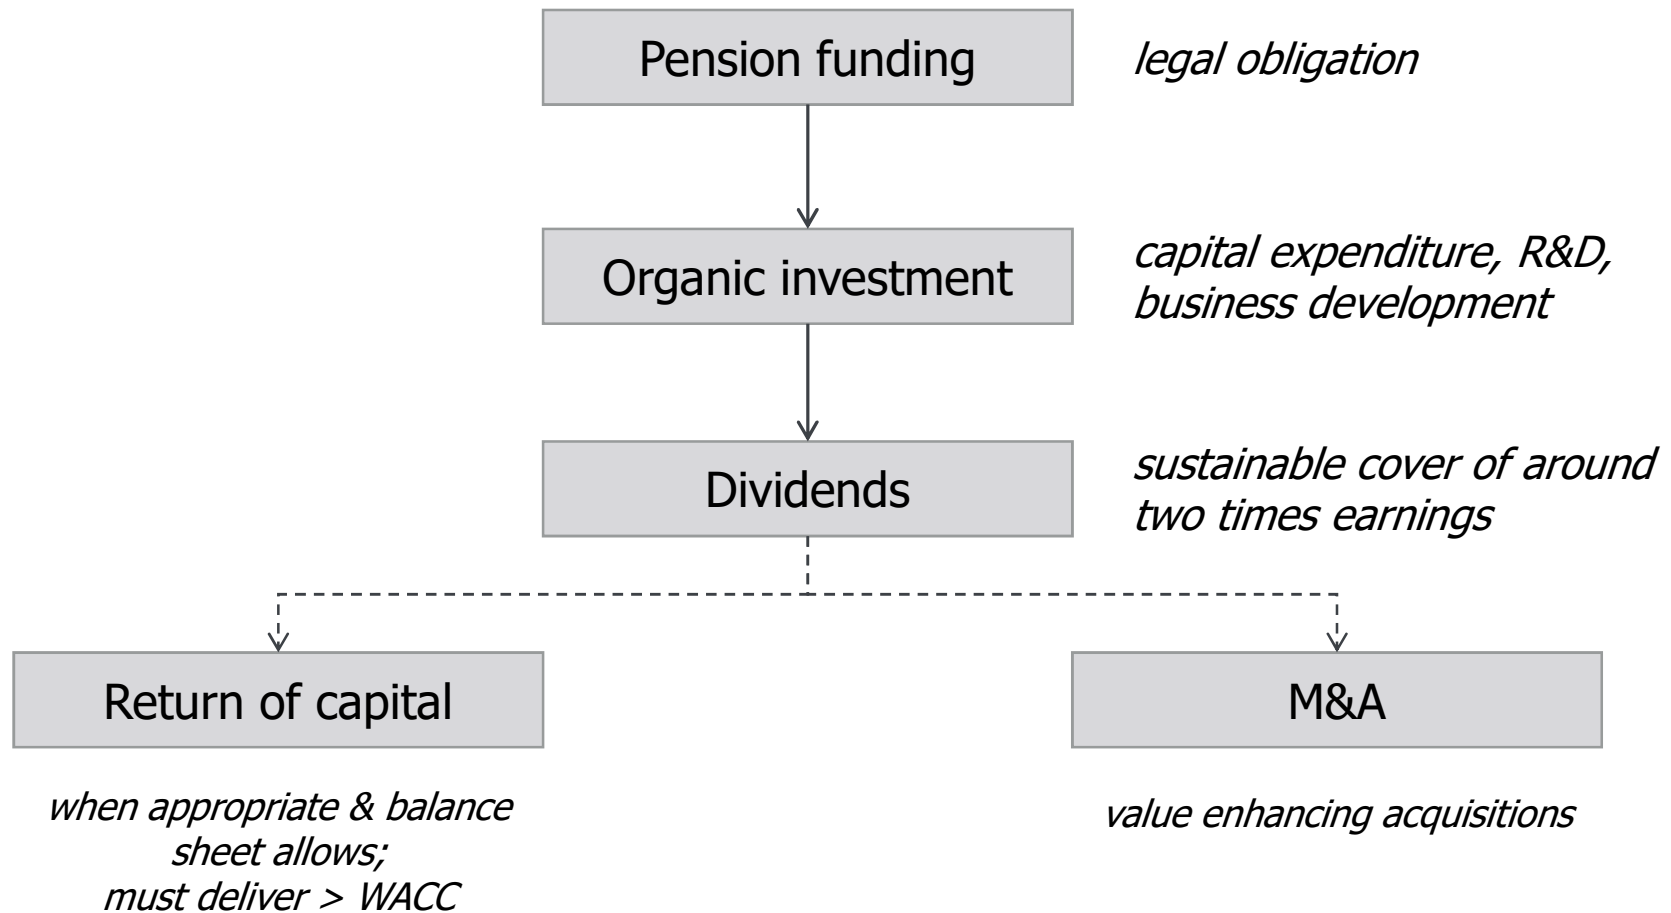 Pension funding
legal obligation
Organic investment
capital expenditure, R&D,
business development
Dividends
sustainable cover of around
two times earnings
Return of capital
M&A
when appropriate & balance
sheet allows;
must deliver > WACC
value enhancing acquisitions